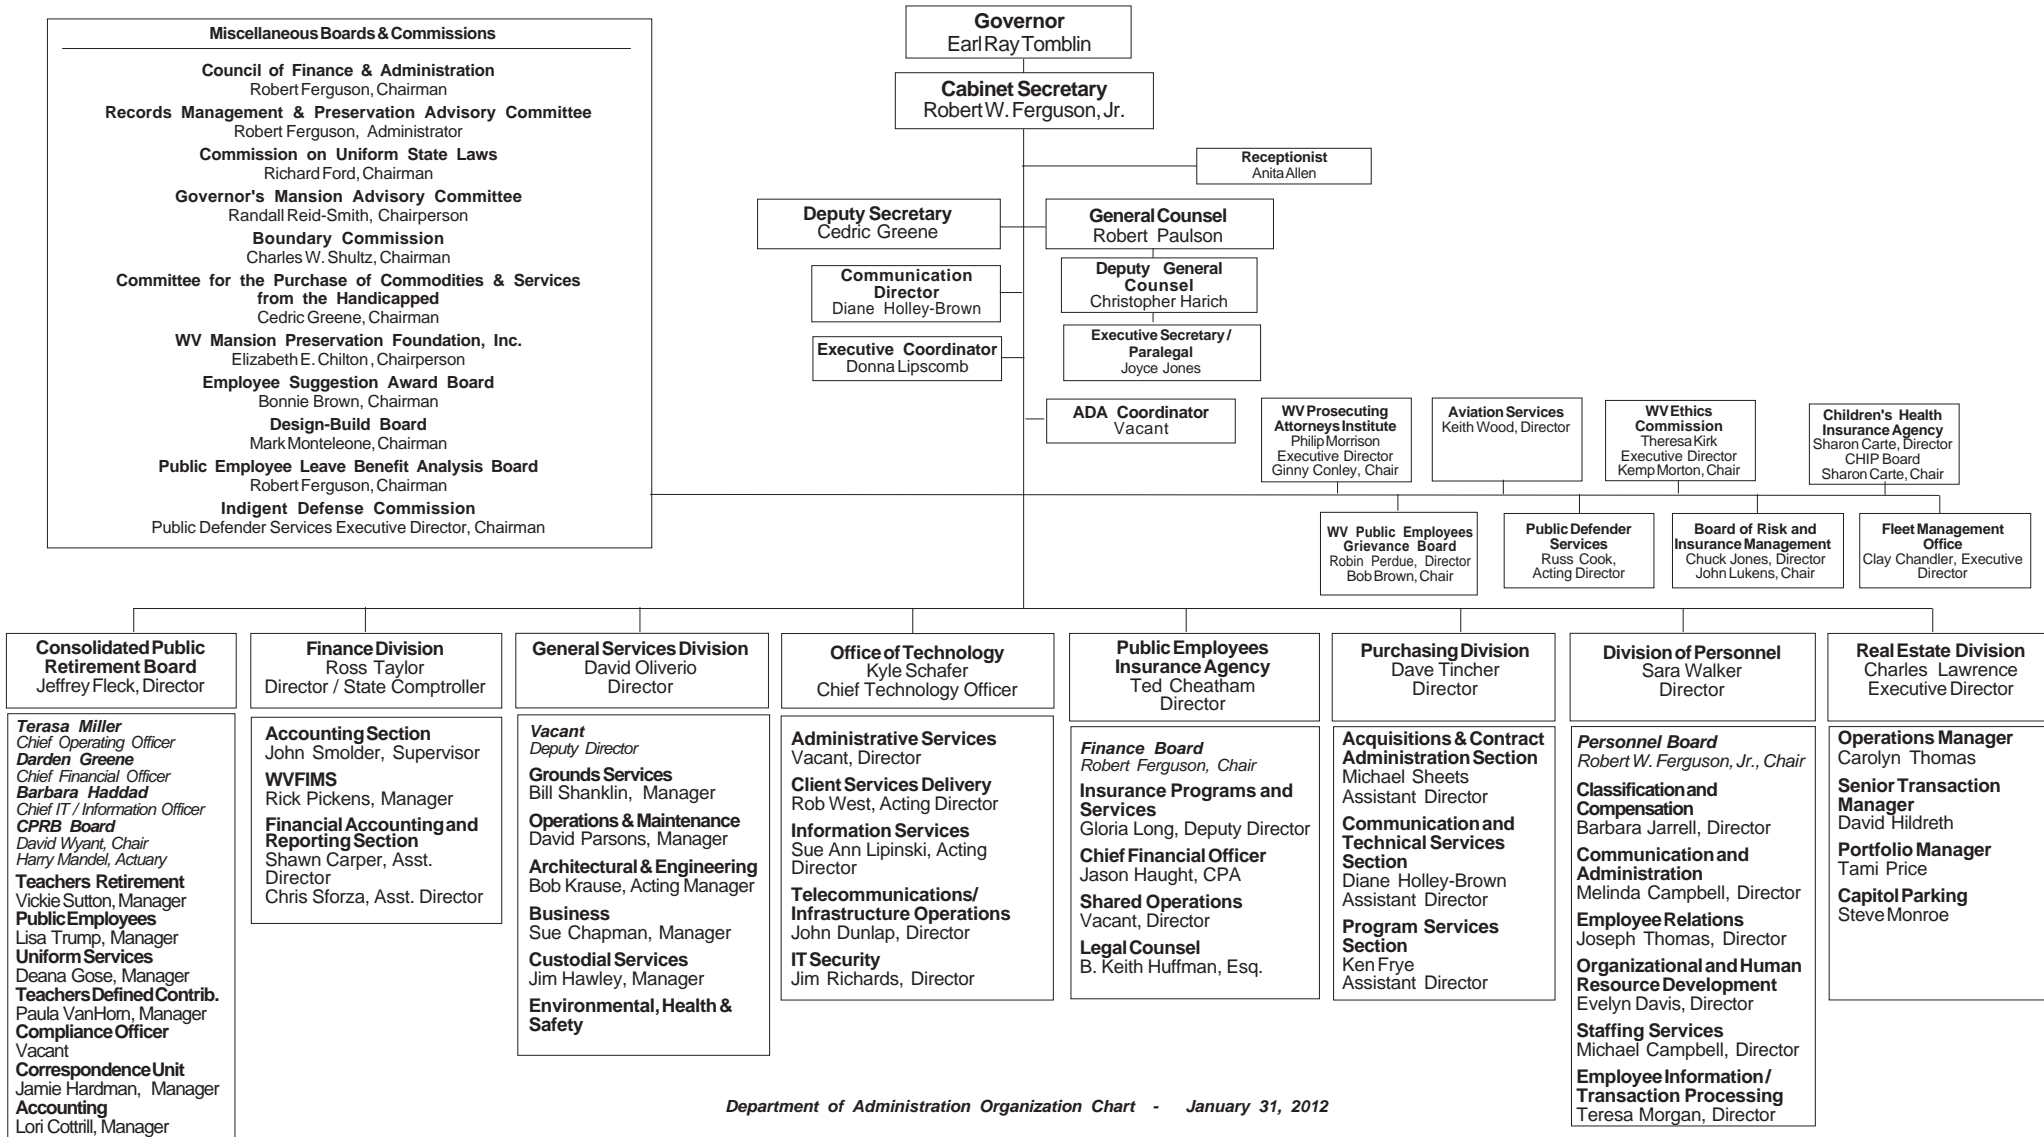 Miscellaneous Boards & Commissions
Council of Finance & Administration
Robert Ferguson, Chairman
Records Management & Preservation Advisory Committee
Robert Ferguson, Administrator
Commission on Uniform State Laws
Richard Ford, Chairman
Governor's Mansion Advisory Committee
Randall Reid-Smith, Chairperson
Boundary Commission
Charles W. Shultz, Chairman
Committee for the Purchase of Commodities & Services
from the Handicapped
Cedric Greene, Chairman
WV Mansion Preservation Foundation, Inc.
Elizabeth E. Chilton, Chairperson
Employee Suggestion Award Board
Bonnie Brown, Chairman
Design-Build Board
Mark Monteleone, Chairman
Public Employee Leave Benefit Analysis Board
Robert Ferguson, Chairman
Indigent Defense Commission
Public Defender Services Executive Director, Chairman
Governor
Earl Ray Tomblin
Cabinet Secretary
Robert W. Ferguson, Jr.
Receptionist
Anita Allen
Deputy Secretary
Cedric Greene
General Counsel
Robert Paulson
Communication
Director
Diane Holley-Brown
Deputy General
Counsel
Christopher Harich
Executive Coordinator
Donna Lipscomb
Executive Secretary /
Paralegal
Joyce Jones
ADA Coordinator
Vacant
WV Prosecuting
Attorneys Institute
Philip Morrison
Executive Director
Ginny Conley, Chair
Aviation Services
Keith Wood, Director
WV Ethics
Commission
Theresa Kirk
Executive Director
Kemp Morton, Chair
Children's Health
Insurance Agency
Sharon Carte, Director
CHIP Board
Sharon Carte, Chair
WV Public Employees
Grievance Board
Robin Perdue, Director
Bob Brown, Chair
Public Defender
Services
Russ Cook,
Acting Director
Board of Risk and
Insurance Management
Chuck Jones, Director
John Lukens, Chair
Fleet Management
Office
Clay Chandler, Executive
Director
Consolidated Public
Retirement Board
Jeffrey Fleck, Director
Terasa Miller
Chief Operating Officer
Darden Greene
Chief Financial Officer
Barbara Haddad
Chief IT / Information Officer
CPRB Board
David Wyant, Chair
Harry Mandel, Actuary
Teachers Retirement
Vickie Sutton, Manager
Public Employees
Lisa Trump, Manager
Uniform Services
Deana Gose, Manager
Teachers Defined Contrib.
Paula VanHorn, Manager
Compliance Officer
Vacant
Correspondence Unit
Jamie Hardman, Manager
Accounting
Lori Cottrill, Manager
Finance Division
Ross Taylor
Director / State Comptroller
Accounting Section
John Smolder, Supervisor
WVFIMS
Rick Pickens, Manager
Financial Accounting and
Reporting Section
Shawn Carper, Asst.
Director
Chris Sforza, Asst. Director
General Services Division
David Oliverio
Director
Vacant
Deputy Director
Grounds Services
Bill Shanklin, Manager
Operations & Maintenance
David Parsons, Manager
Architectural & Engineering
Bob Krause, Acting Manager
Business
Sue Chapman, Manager
Custodial Services
Jim Hawley, Manager
Environmental, Health &
Safety
Office of Technology
Kyle Schafer
Chief Technology Officer
Administrative Services
Vacant, Director
Client Services Delivery
Rob West, Acting Director
Information Services
Sue Ann Lipinski, Acting
Director
Telecommunications/
Infrastructure Operations
John Dunlap, Director
IT Security
Jim Richards, Director
Public Employees
Insurance Agency
Ted Cheatham
Director
Finance Board
Robert Ferguson, Chair
Insurance Programs and
Services
Gloria Long, Deputy Director
Chief Financial Officer
Jason Haught, CPA
Shared Operations
Vacant, Director
Legal Counsel
B. Keith Huffman, Esq.
Purchasing Division
Dave Tincher
Director
Acquisitions & Contract
Administration Section
Michael Sheets
Assistant Director
Communication and
Technical Services
Section
Diane Holley-Brown
Assistant Director
Program Services
Section
Ken Frye
Assistant Director
Division of Personnel
Sara Walker
Director
Personnel Board
Robert W. Ferguson, Jr., Chair
Classification and
Compensation
Barbara Jarrell, Director
Communication and
Administration
Melinda Campbell, Director
Employee Relations
Joseph Thomas, Director
Organizational and Human
Resource Development
Evelyn Davis, Director
Staffing Services
Michael Campbell, Director
Employee Information /
Transaction Processing
Teresa Morgan, Director
Real Estate Division
Charles Lawrence
Executive Director
Operations Manager
Carolyn Thomas
Senior Transaction
Manager
David Hildreth
Portfolio Manager
Tami Price
Capitol Parking
Steve Monroe
Department of Administration Organization Chart - January 31, 2012